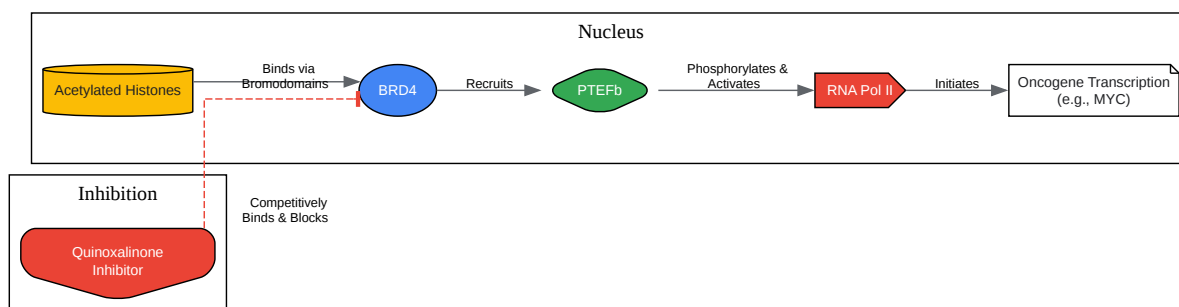 Nucleus
Acetylated Histones
Binds via
Bromodomains
BRD4
Recruits
PTEFb
Phosphorylates &
Activates
RNA Pol II
Initiates
Oncogene Transcription
(e.g., MYC)
Inhibition
Competitively
Binds & Blocks
Quinoxalinone
Inhibitor